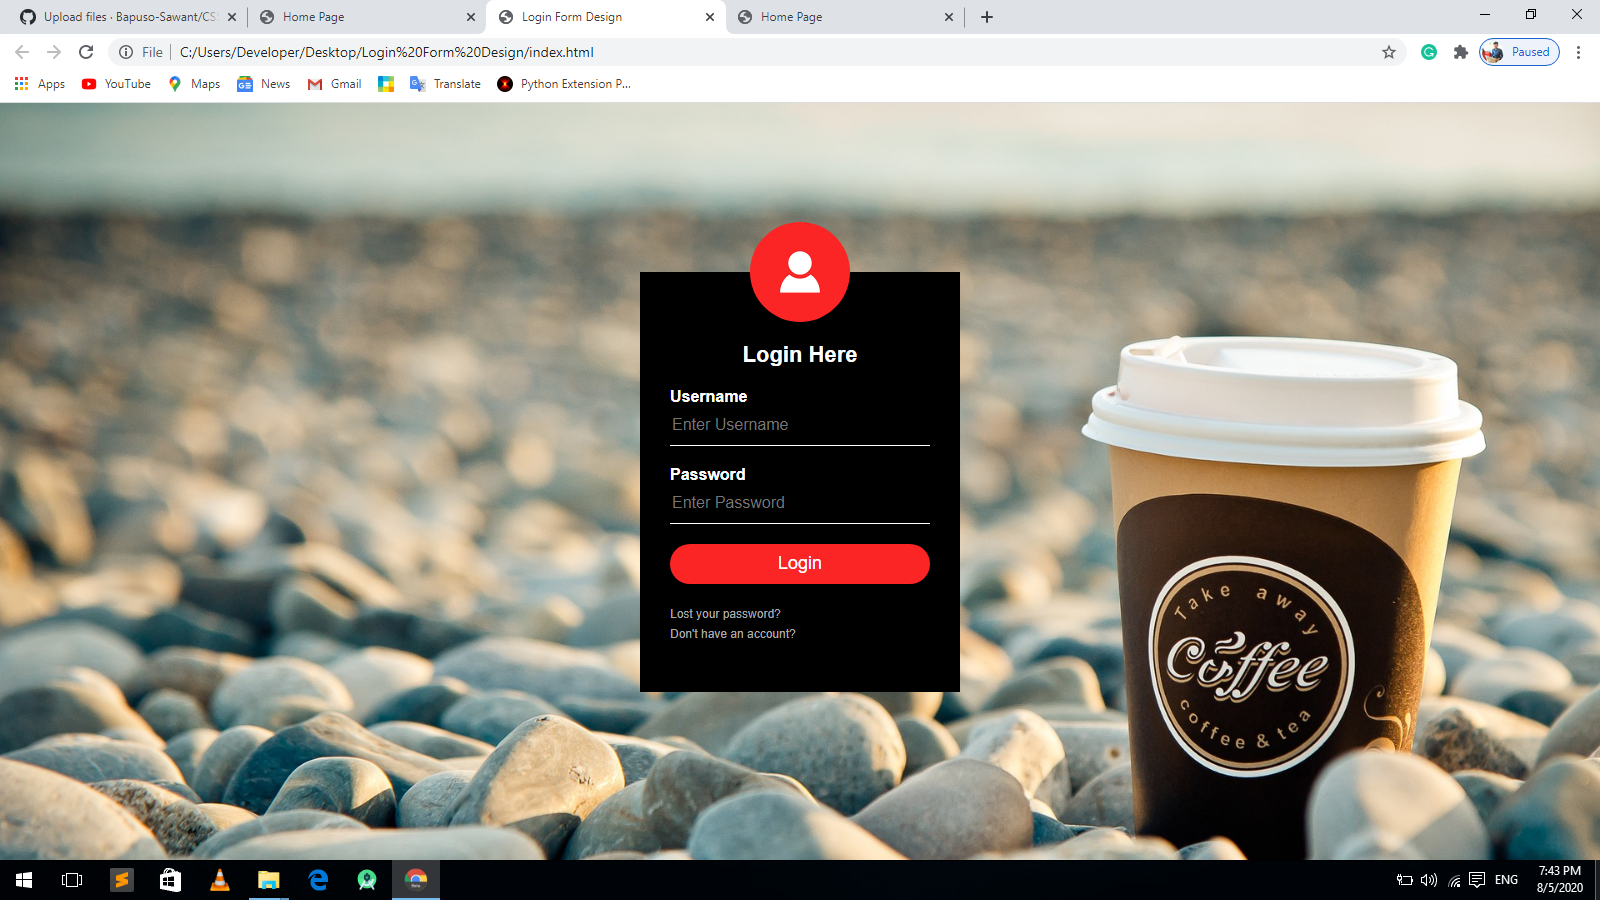 Upload files · Bapuso-Sawant/CS
Home Page
Login Form Design
Home Page
File
C:/Users/Developer/Desktop/Login%20Form%20Design/index.html
Paused
Apps
YouTube
Maps
News
Gmail
Translate
Python Extension P...
Login Here
Username
Enter Username
Password
Enter Password
Login
Lost your password?
Don't have an account?
Take away
Coffee
coffee & tea
ENG
7:43 PM
8/5/2020